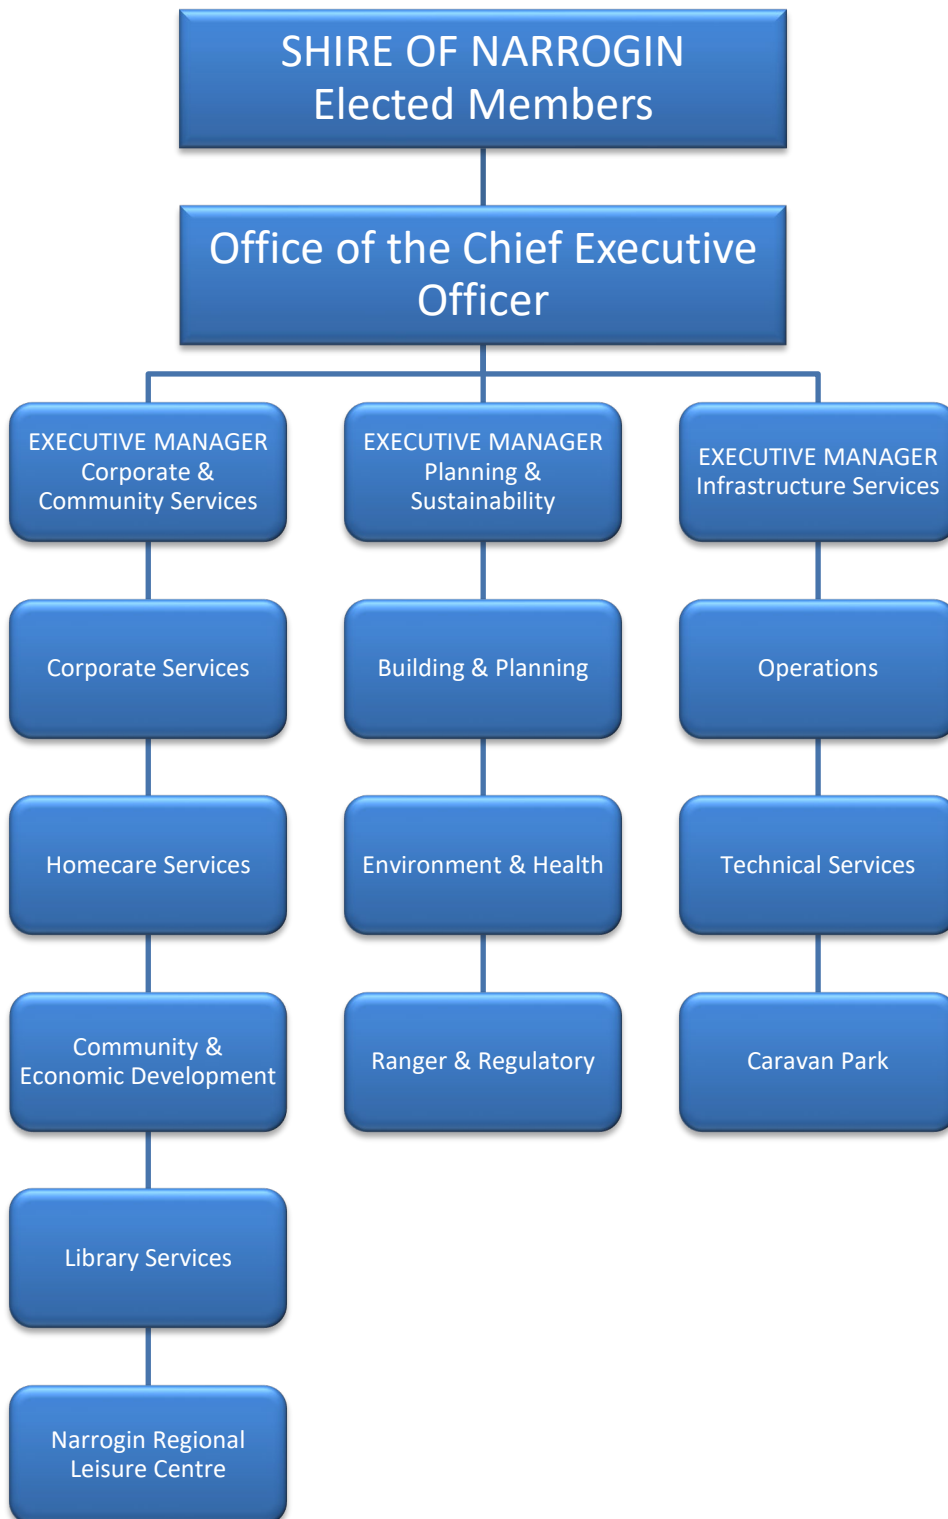 SHIRE OF NARROGIN
Elected Members
Office of the Chief Executive
Officer
EXECUTIVE MANAGER
Corporate &
Community Services
EXECUTIVE MANAGER
Planning &
Sustainability
EXECUTIVE MANAGER
Infrastructure Services
Corporate Services
Building & Planning
Operations
Homecare Services
Environment & Health
Technical Services
Community &
Economic Development
Ranger & Regulatory
Caravan Park
Library Services
Narrogin Regional
Leisure Centre